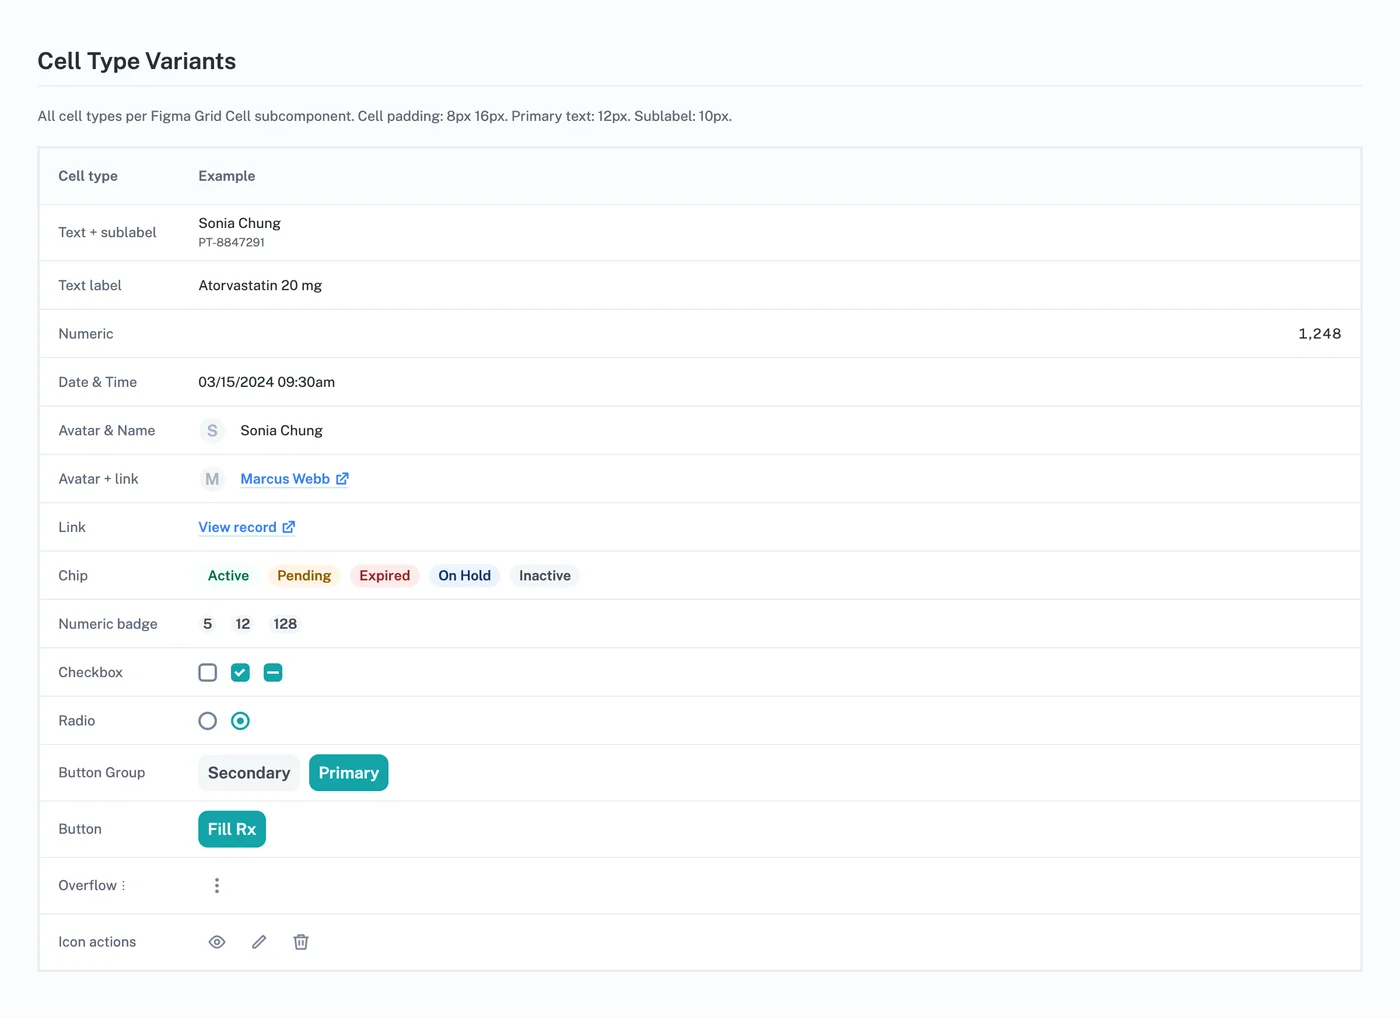 Cell Type Variants
All cell types per Figma Grid Cell subcomponent. Cell padding: 8px 16px. Primary text: 12px. Sublabel: 10px.
Cell type Example
Text + sublabel Sonia Chung
PT-8847291
Text label Atorvastatin 20 mg
Numeric 1,248
Date & Time 03/15/2024 09:30am
Avatar & Name S Sonia Chung
Avatar + link M Marcus Webb
Link View record
Chip Active Pending Expired On Hold Inactive
Numeric badge 5 12 128
Checkbox
Radio
Button Group Secondary Primary
Button Fill Rx
Overflow ⋮
Icon actions